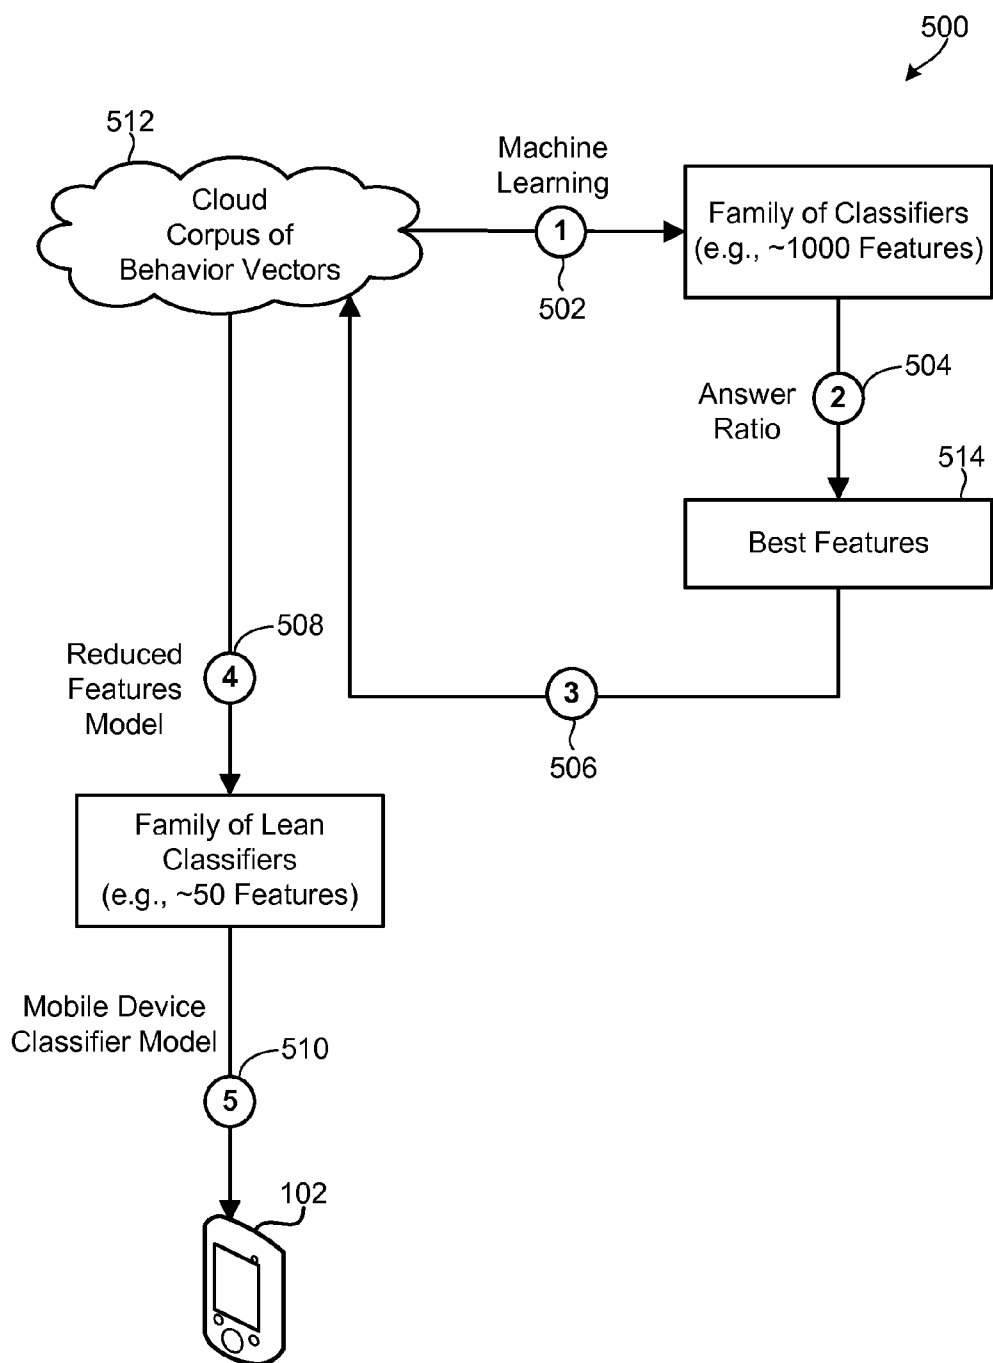 500
512
Cloud
Corpus of
Behavior Vectors
Machine
Learning
1
502
Family of Classifiers
(e.g., ~1000 Features)
Answer
Ratio
2
504
514
Best Features
3
506
Reduced
Features
Model
4
508
Family of Lean
Classifiers
(e.g., ~50 Features)
Mobile Device
Classifier Model
510
5
102